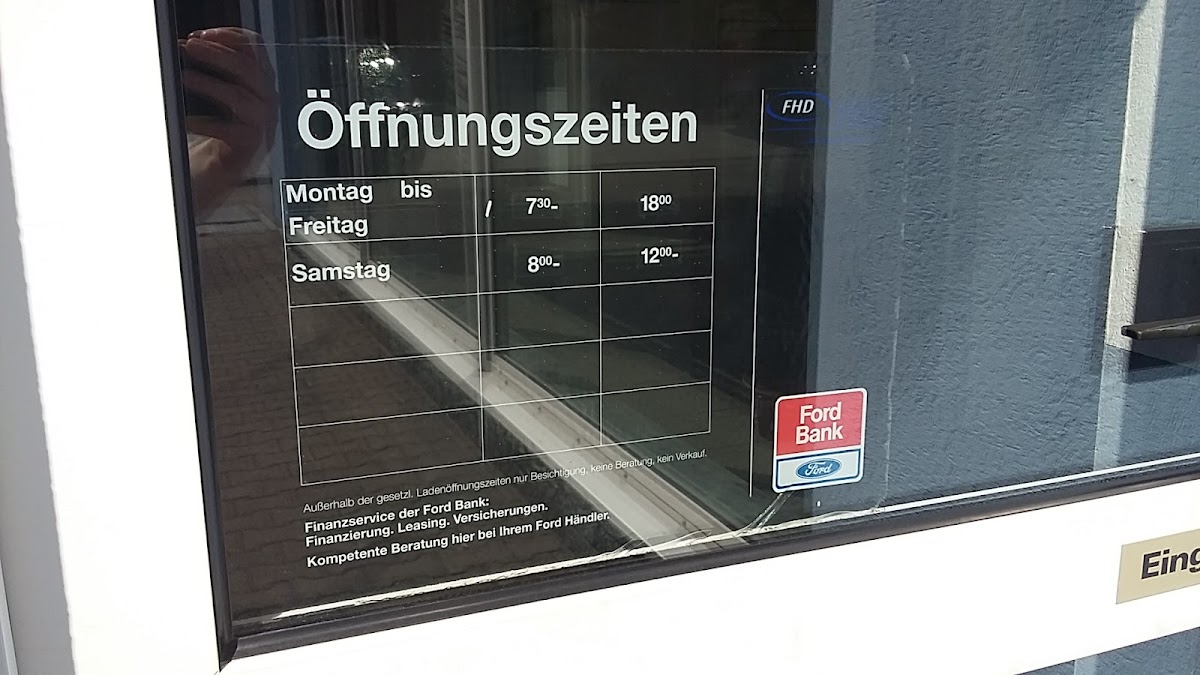 Öffnungszeiten
FHD
Montag bis 7³⁰- 18⁰⁰
Freitag
Samstag 8⁰⁰- 12⁰⁰-
Ford
Bank
Ford
Außerhalb der gesetzl. Ladenöffnungszeiten nur Besichtigung, keine Beratung, kein Verkauf.
Finanzservice der Ford Bank:
Finanzierung. Leasing. Versicherungen.
Kompetente Beratung hier bei Ihrem Ford Händler.